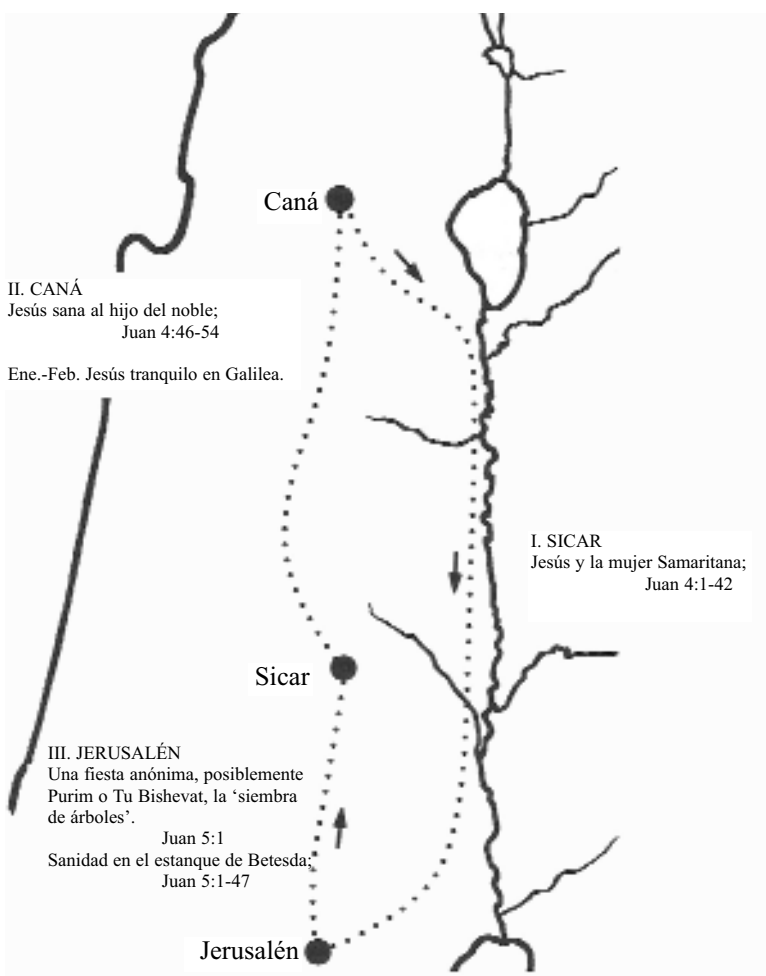 Caná
II. CANÁ
Jesús sana al hijo del noble;
Juan 4:46-54
Ene.-Feb. Jesús tranquilo en Galilea.
I. SICAR
Jesús y la mujer Samaritana;
Juan 4:1-42
Sicar
III. JERUSALÉN
Una fiesta anónima, posiblemente
Purim o Tu Bishevat, la ‘siembra
de árboles’.
Juan 5:1
Sanidad en el estanque de Betesda;
Juan 5:1-47
Jerusalén